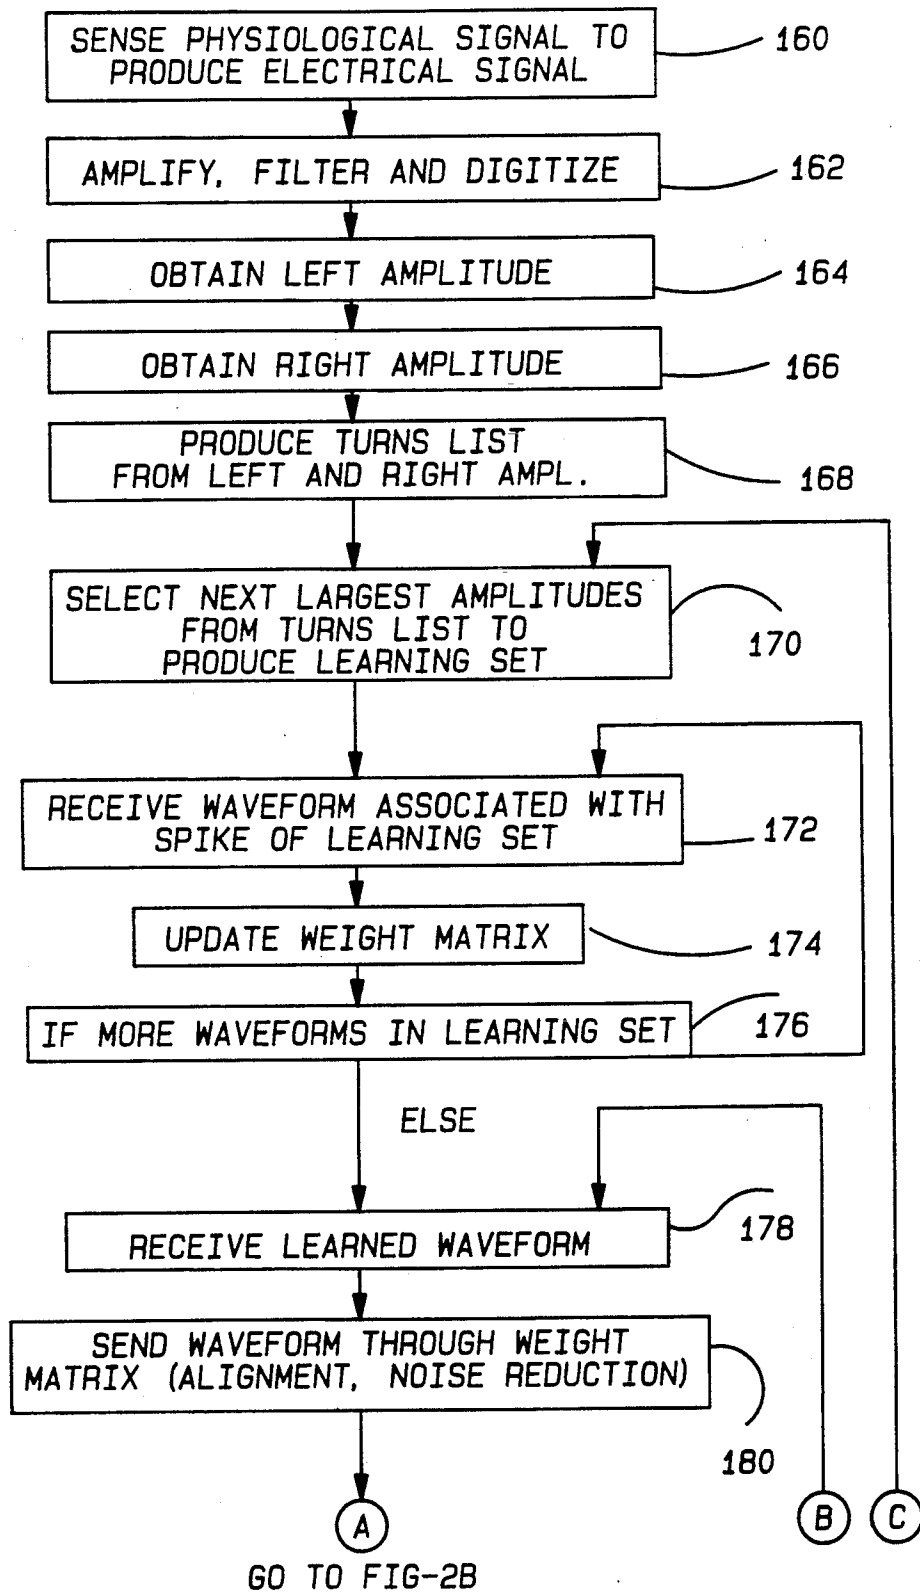 SENSE PHYSIOLOGICAL SIGNAL TO
PRODUCE ELECTRICAL SIGNAL
160
AMPLIFY, FILTER AND DIGITIZE
162
OBTAIN LEFT AMPLITUDE
164
OBTAIN RIGHT AMPLITUDE
166
PRODUCE TURNS LIST
FROM LEFT AND RIGHT AMPL.
168
SELECT NEXT LARGEST AMPLITUDES
FROM TURNS LIST TO
PRODUCE LEARNING SET
170
RECEIVE WAVEFORM ASSOCIATED WITH
SPIKE OF LEARNING SET
172
UPDATE WEIGHT MATRIX
174
IF MORE WAVEFORMS IN LEARNING SET
176
ELSE
RECEIVE LEARNED WAVEFORM
178
SEND WAVEFORM THROUGH WEIGHT
MATRIX (ALIGNMENT, NOISE REDUCTION)
180
A
B
C
GO TO FIG-2B